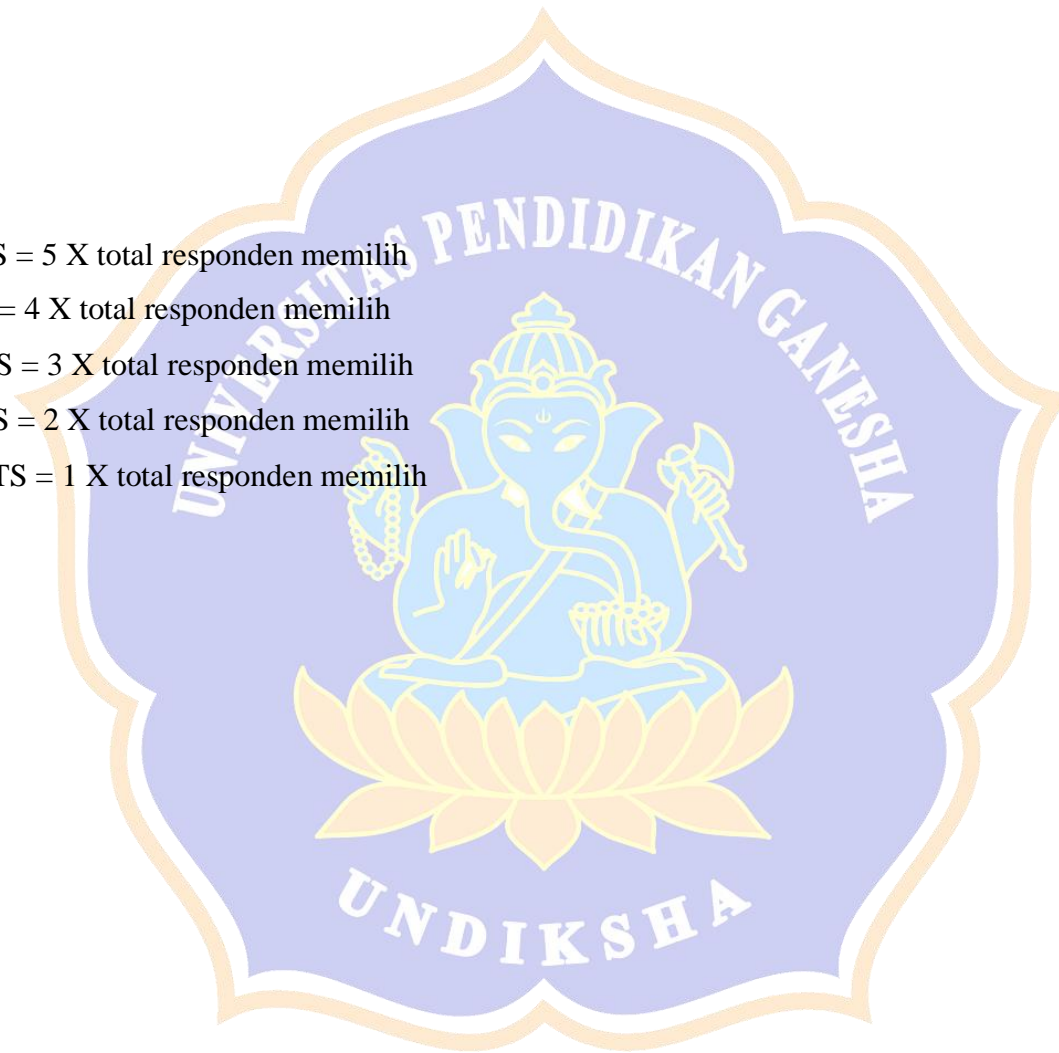 S = 5 X total responden memilih
= 4 X total responden memilih
S = 3 X total responden memilih
S = 2 X total responden memilih
TS = 1 X total responden memilih
UNIVERSITAS PENDIDIKAN GANESHA
UNDIKSHA